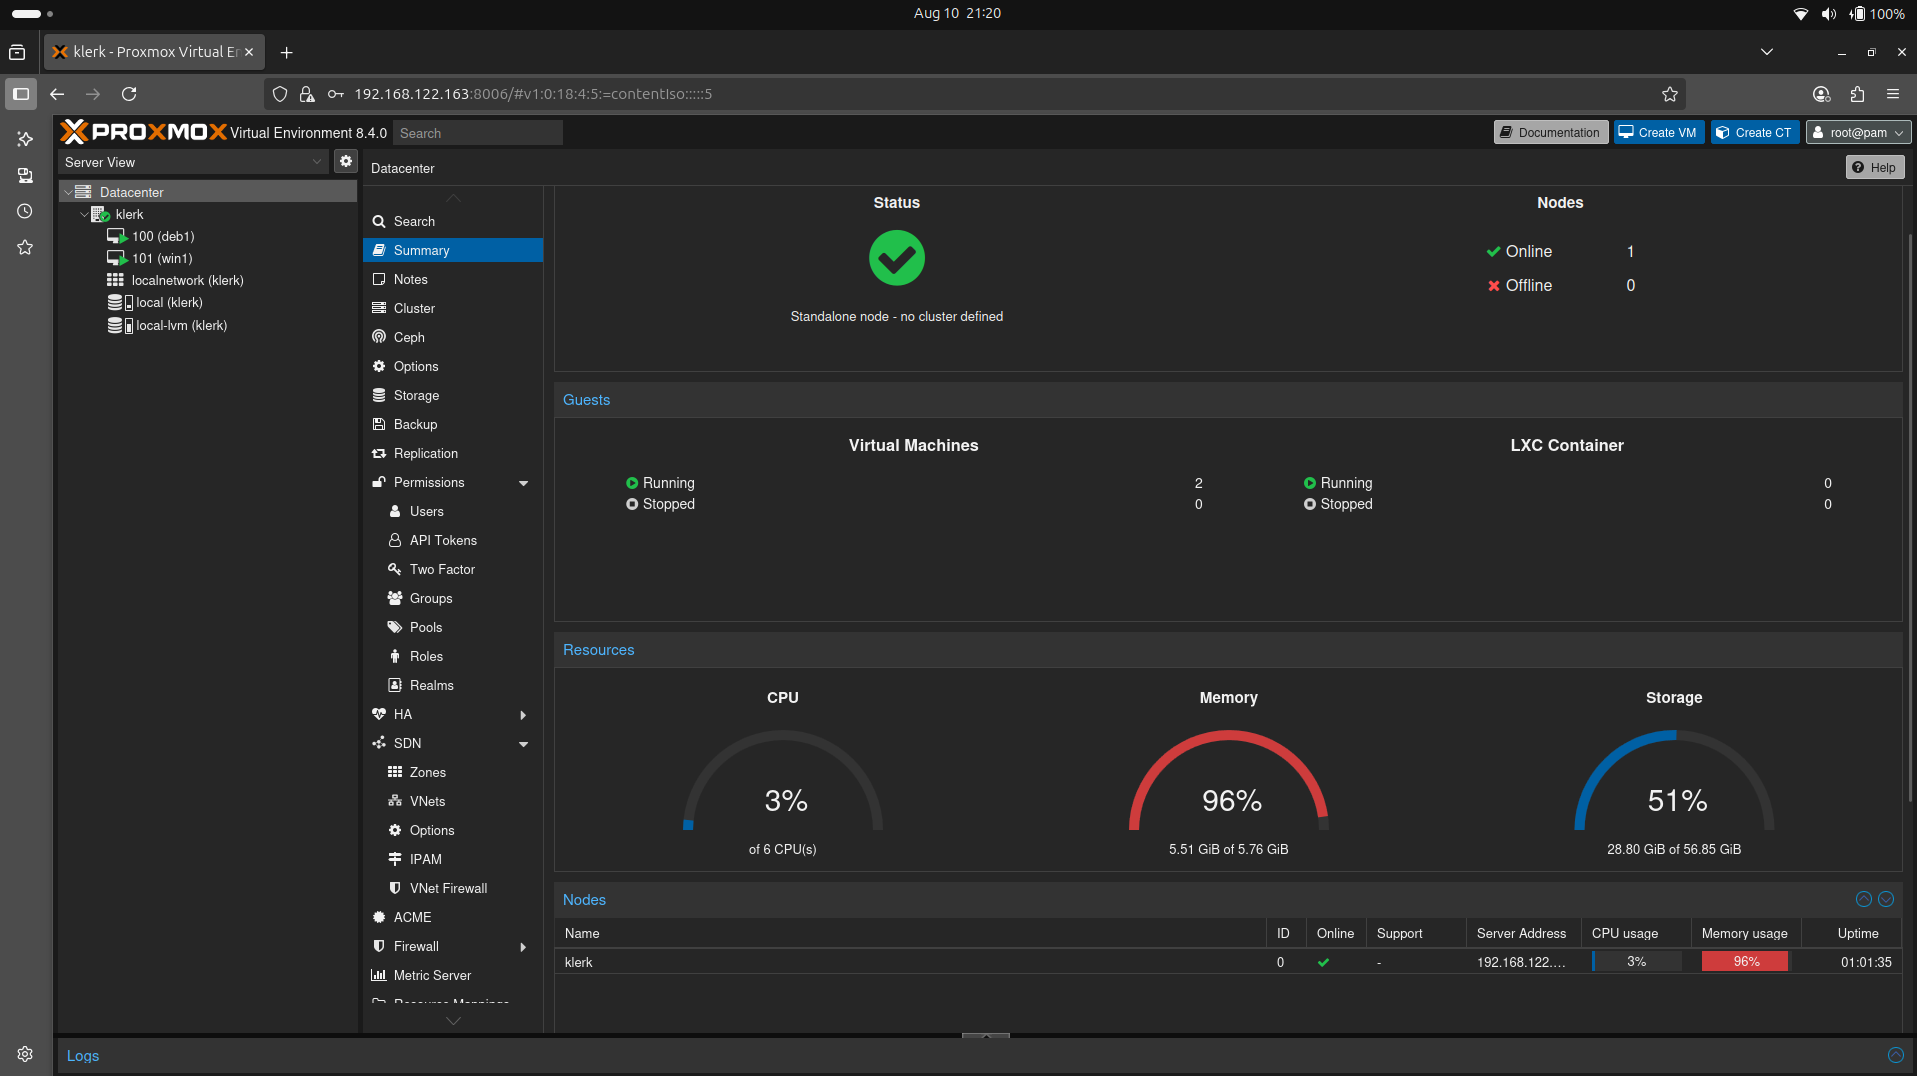 Aug 10 21:20
100%
klerk - Proxmox Virtual En
192.168.122.163:8006/#v1:0:18:4:5:=contentIso:::::5
PROXMOX Virtual Environment 8.4.0
Search
Documentation
Create VM
Create CT
root@pam
Server View
Datacenter
Help
Datacenter
klerk
100 (deb1)
101 (win1)
localnetwork (klerk)
local (klerk)
local-lvm (klerk)
Search
Summary
Notes
Cluster
Ceph
Options
Storage
Backup
Replication
Permissions
Users
API Tokens
Two Factor
Groups
Pools
Roles
Realms
HA
SDN
Zones
VNets
Options
IPAM
VNet Firewall
ACME
Firewall
Metric Server
Resource Mappings
Status
Standalone node - no cluster defined
Nodes
Online 1
Offline 0
Guests
Virtual Machines
Running 2
Stopped 0
LXC Container
Running 0
Stopped 0
Resources
CPU
3%
of 6 CPU(s)
Memory
96%
5.51 GiB of 5.76 GiB
Storage
51%
28.80 GiB of 56.85 GiB
Nodes
Name ID Online Support Server Address CPU usage Memory usage Uptime
klerk 0 - 192.168.122.... 3% 96% 01:01:35
Logs